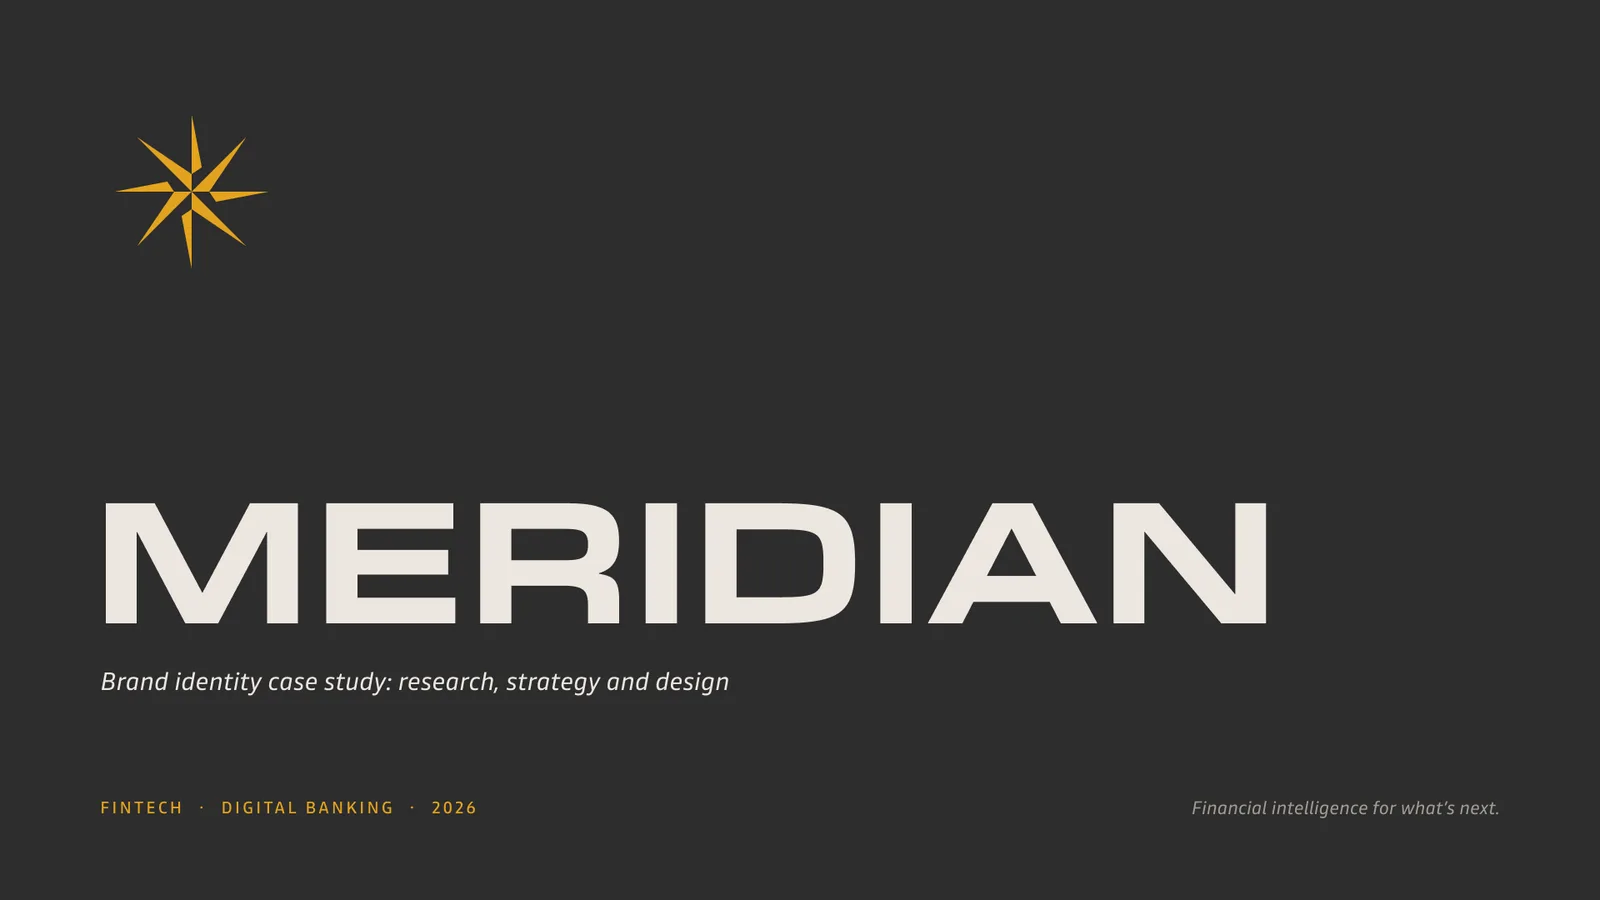 MERIDIAN
Brand identity case study: research, strategy and design
FINTECH · DIGITAL BANKING · 2026
Financial intelligence for what’s next.